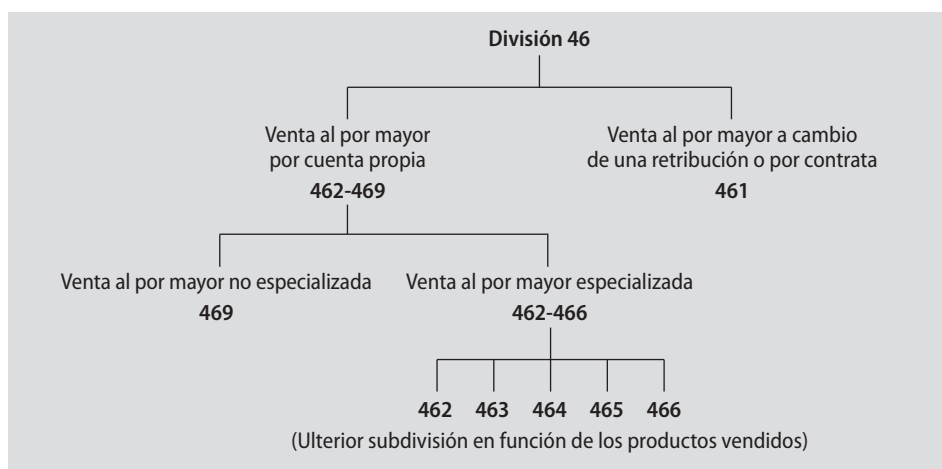 División 46
Venta al por mayor
por cuenta propia
462-469
Venta al por mayor a cambio
de una retribución o por contrata
461
Venta al por mayor no especializada
469
Venta al por mayor especializada
462-466
462 463 464 465 466
(Ulterior subdivisión en función de los productos vendidos)